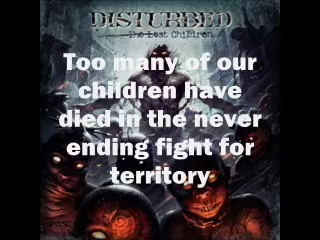 DISTURBED
The Lost Children
Too many of our
children have
died in the never
ending fight for
territory